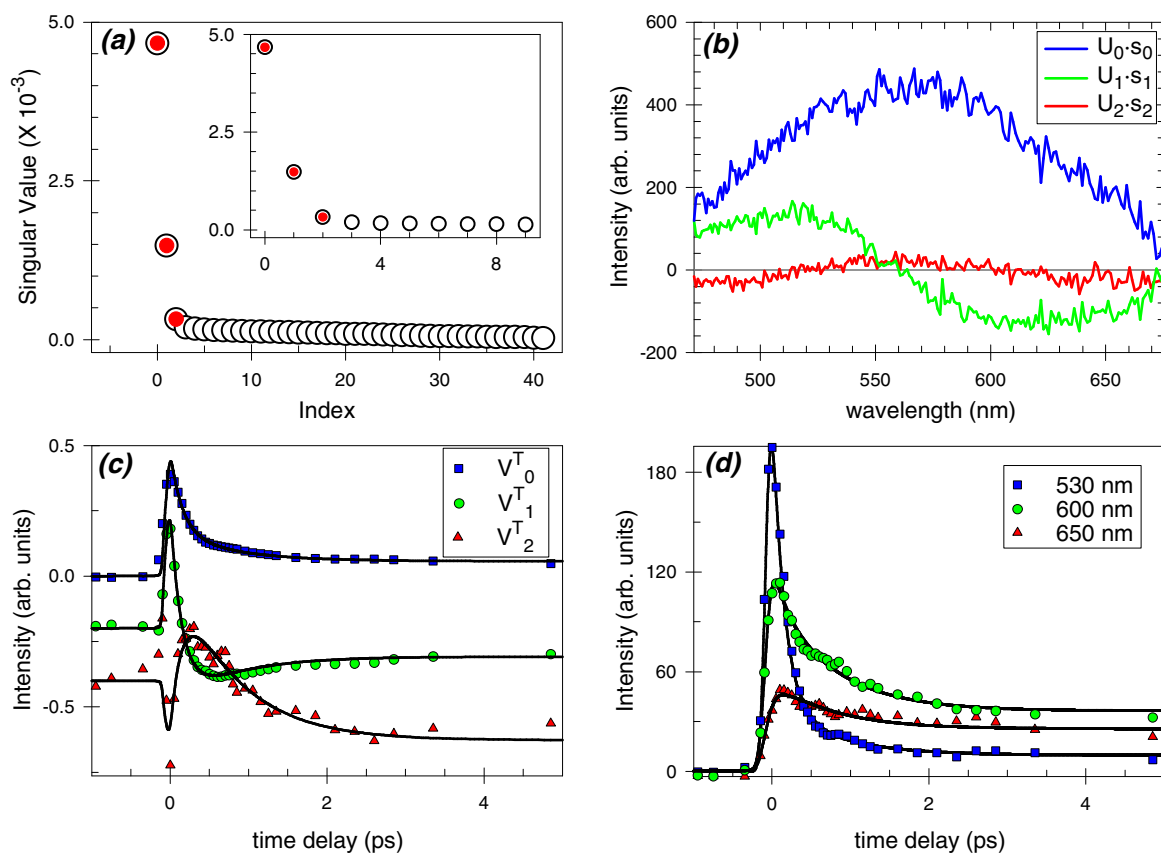 (a)
5.0
2.5
0.0
Singular Value (X 10⁻³)
5.0
2.5
0.0
0 4 8
0 10 20 30 40
Index
(b)
600
400
200
0
-200
Intensity (arb. units)
U₀·s₀
U₁·s₁
U₂·s₂
500 550 600 650
wavelength (nm)
(c)
0.5
0.0
-0.5
Intensity (arb. units)
Vᵀ₀
Vᵀ₁
Vᵀ₂
0 2 4
time delay (ps)
(d)
180
120
60
0
Intensity (arb. units)
530 nm
600 nm
650 nm
0 2 4
time delay (ps)